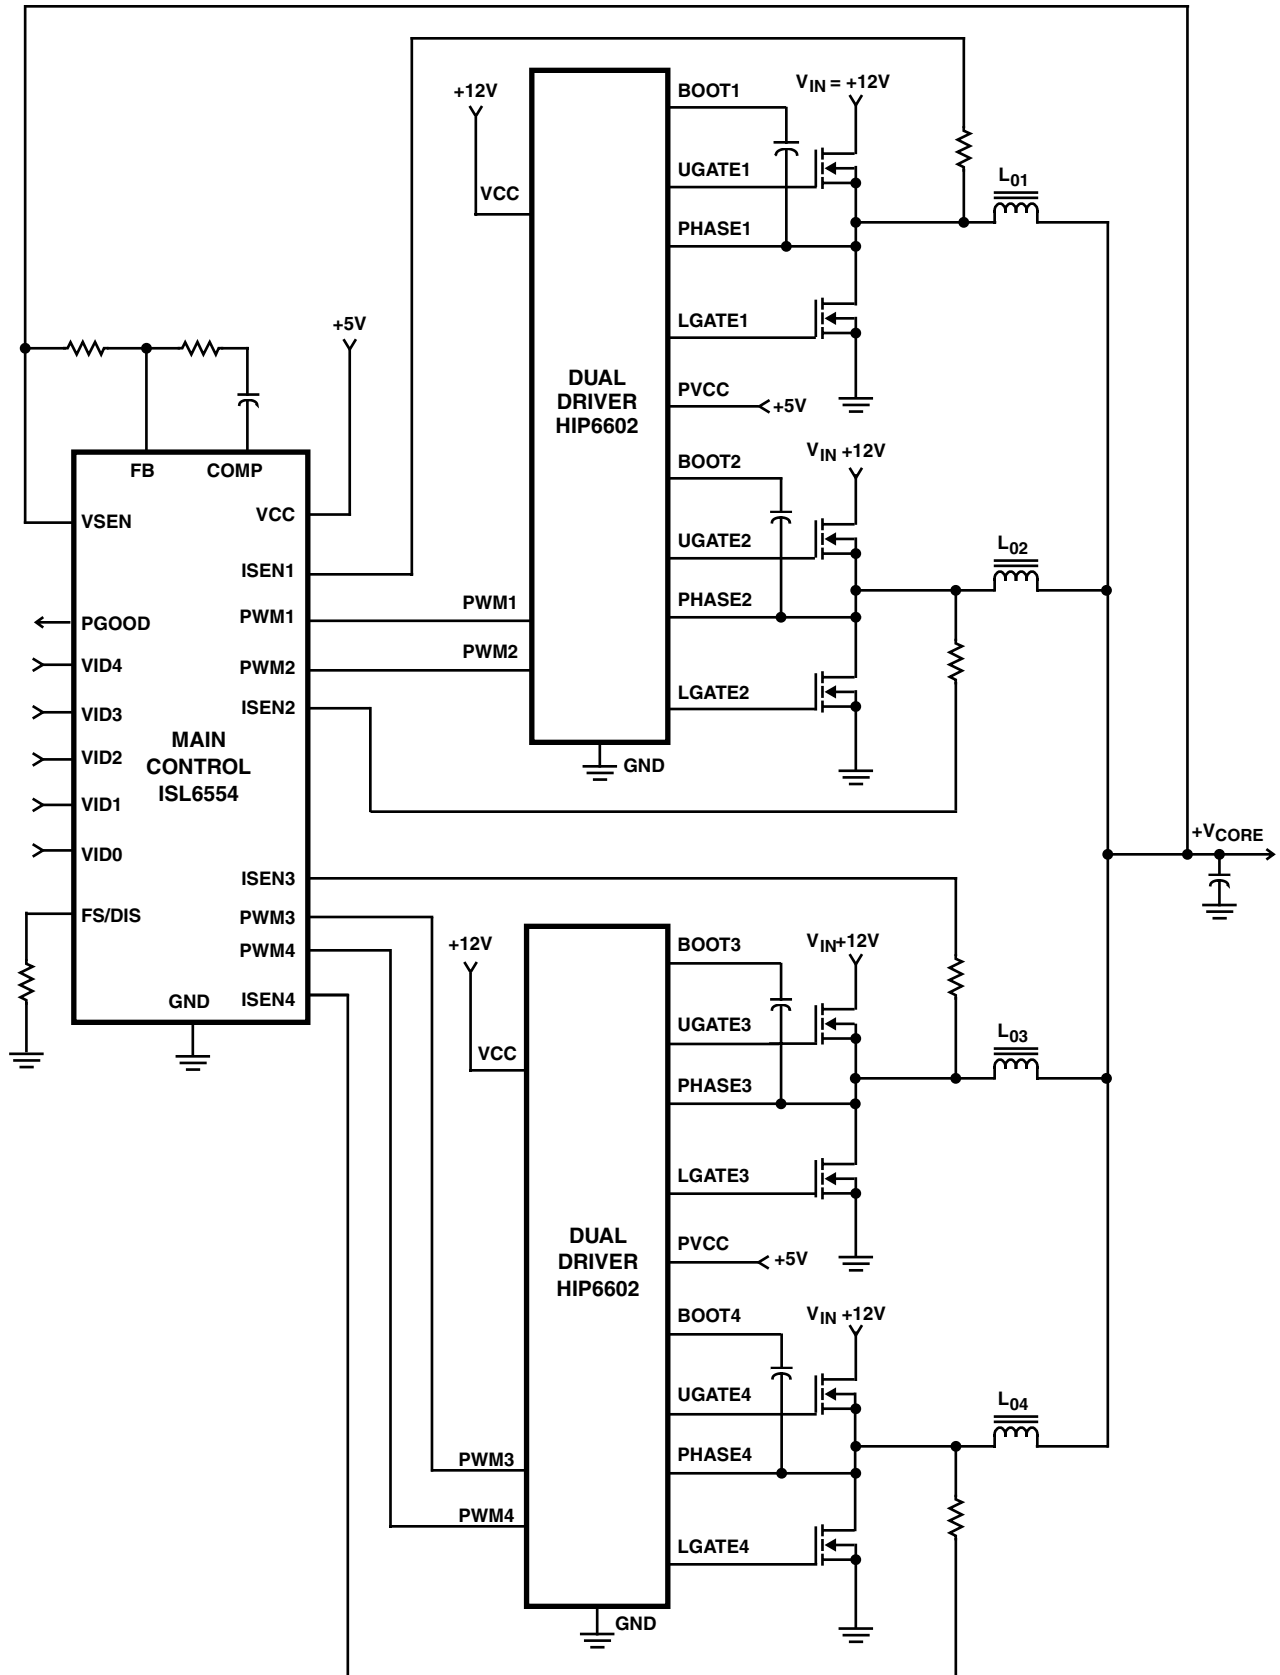 +12V
VCC
BOOT1
UGATE1
PHASE1
LGATE1
PVCC
+5V
BOOT2
UGATE2
PHASE2
LGATE2
DUAL
DRIVER
HIP6602
PWM1
PWM2
GND
VIN = +12V
L01
VIN +12V
L02
+5V
FB
COMP
VSEN
PGOOD
VID4
VID3
VID2
VID1
VID0
FS/DIS
GND
MAIN
CONTROL
ISL6554
VCC
ISEN1
PWM1
PWM2
ISEN2
ISEN3
PWM3
PWM4
ISEN4
+VCORE
+12V
VCC
BOOT3
UGATE3
PHASE3
LGATE3
PVCC
+5V
BOOT4
UGATE4
PHASE4
LGATE4
DUAL
DRIVER
HIP6602
PWM3
PWM4
GND
VIN+12V
L03
VIN +12V
L04